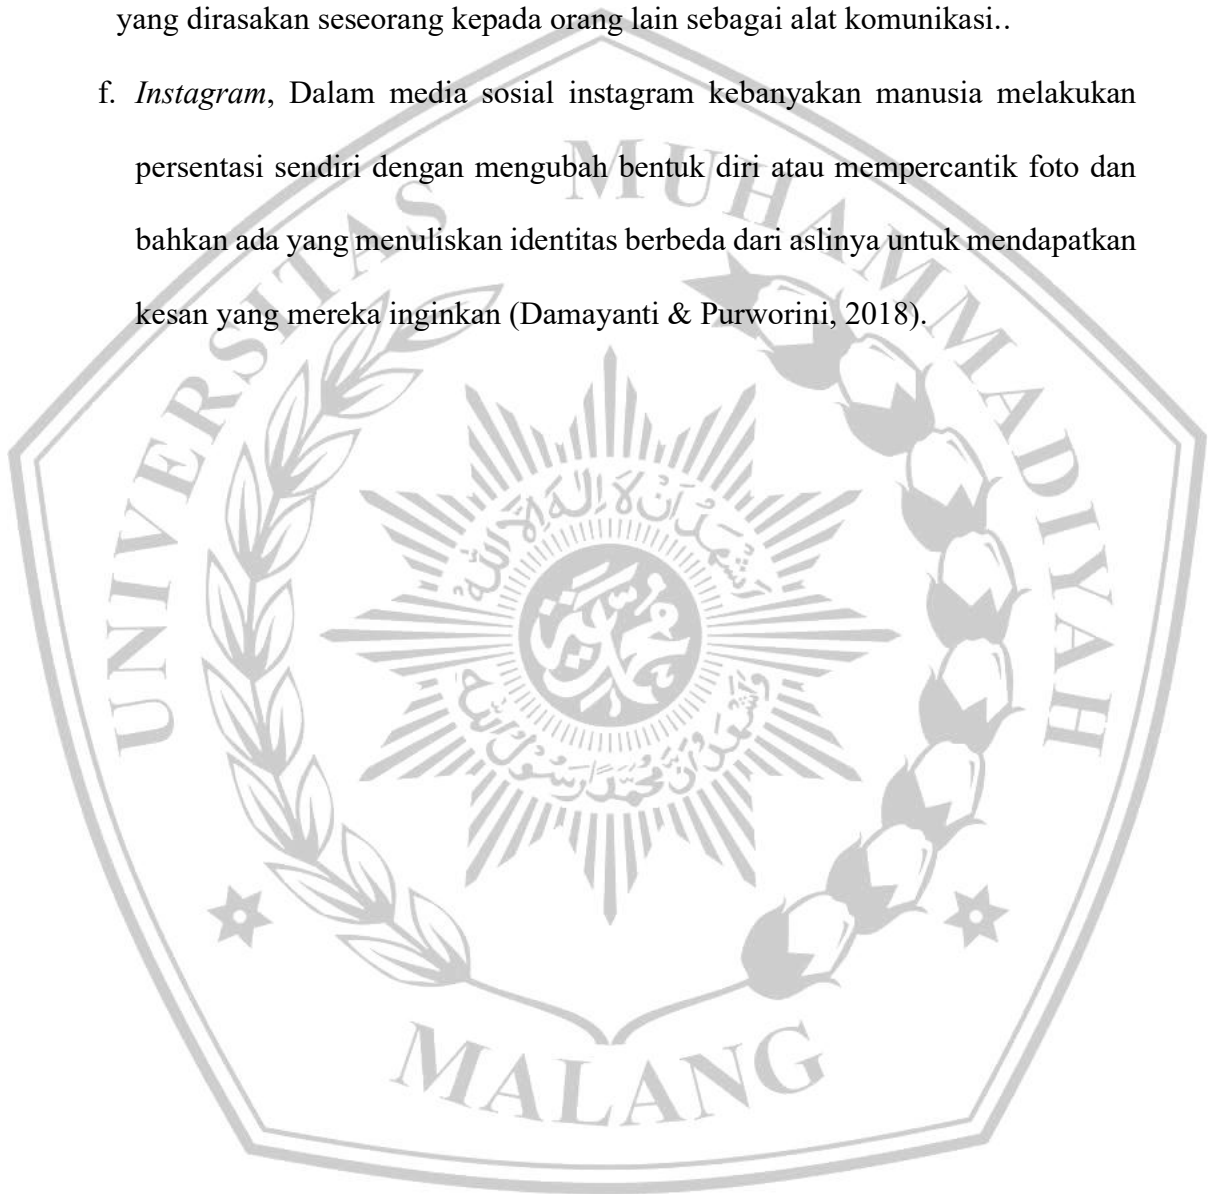 yang dirasakan seseorang kepada orang lain sebagai alat komunikasi..
f. Instagram, Dalam media sosial instagram kebanyakan manusia melakukan
persentasi sendiri dengan mengubah bentuk diri atau mempercantik foto dan
bahkan ada yang menuliskan identitas berbeda dari aslinya untuk mendapatkan
kesan yang mereka inginkan (Damayanti & Purworini, 2018).
UNIVERSITAS MUHAMMADIYAH
MALANG